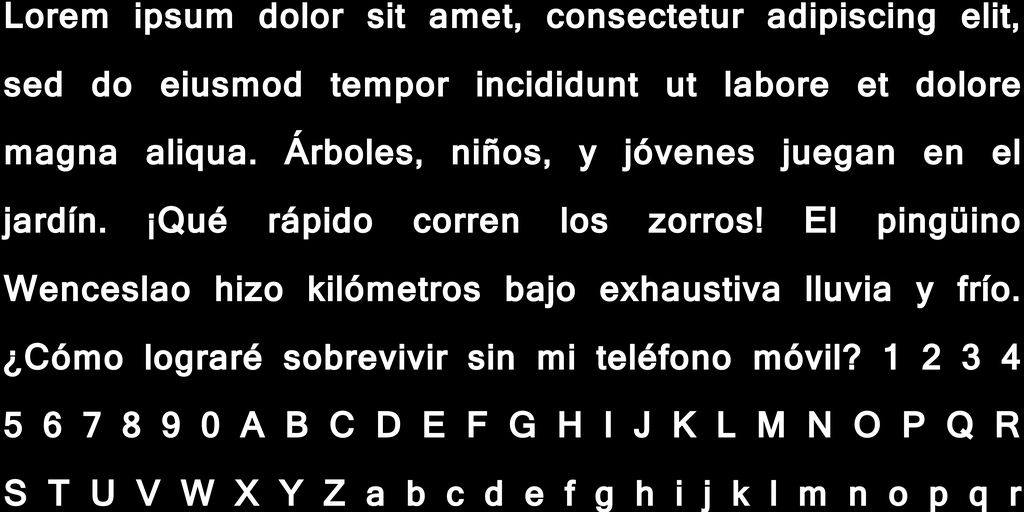 Lorem ipsum dolor sit amet, consectetur adipiscing elit,
sed do eiusmod tempor incididunt ut labore et dolore
magna aliqua. Árboles, niños, y jóvenes juegan en el
jardín. ¡Qué rápido corren los zorros! El pingüino
Wenceslao hizo kilómetros bajo exhaustiva lluvia y frío.
¿Cómo lograré sobrevivir sin mi teléfono móvil? 1 2 3 4
5 6 7 8 9 0 A B C D E F G H I J K L M N O P Q R
S T U V W X Y Z a b c d e f g h i j k l m n o p q r